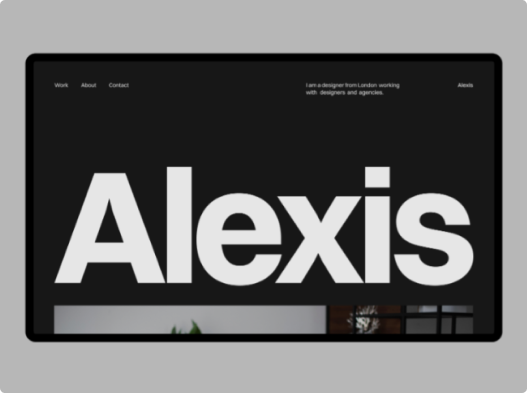 Work About Contact
I am a designer from London working
with designers and agencies.
Alexis
Alexis